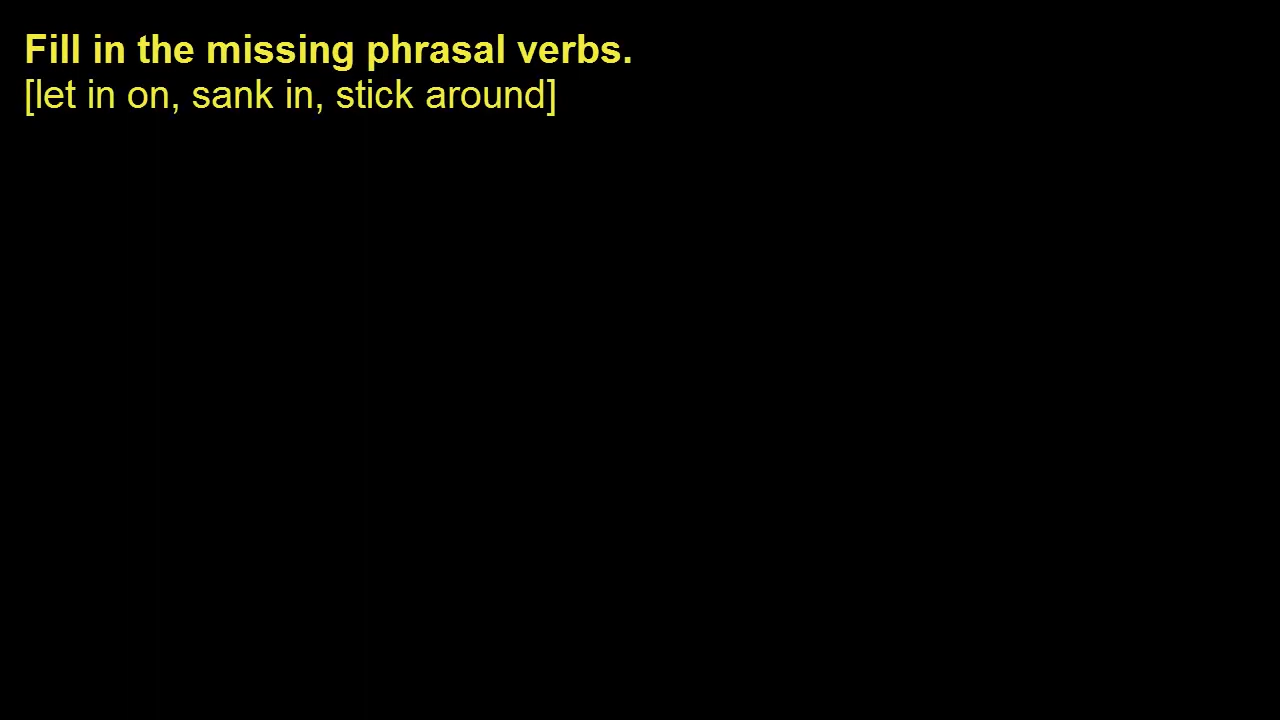 Fill in the missing phrasal verbs.
[let in on, sank in, stick around]